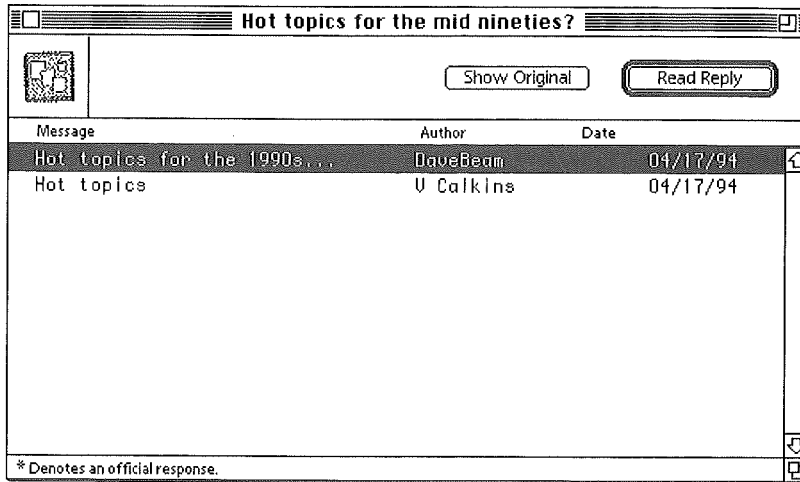 Hot topics for the mid nineties?
Show Original Read Reply
Message Author Date
Hot topics for the 1990s... DaveBeam 04/17/94
Hot topics V Calkins 04/17/94
* Denotes an official response.